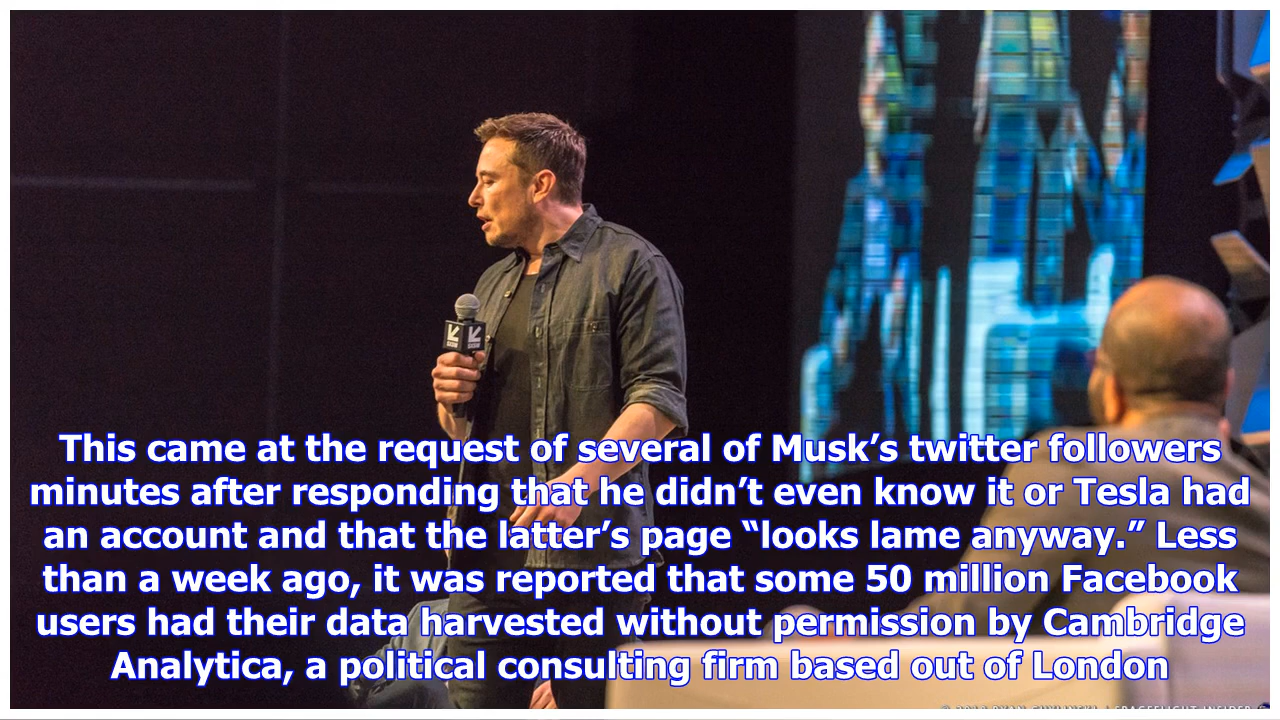 This came at the request of several of Musk’s twitter followers
minutes after responding that he didn’t even know it or Tesla had
an account and that the latter’s page “looks lame anyway.” Less
than a week ago, it was reported that some 50 million Facebook
users had their data harvested without permission by Cambridge
Analytica, a political consulting firm based out of London